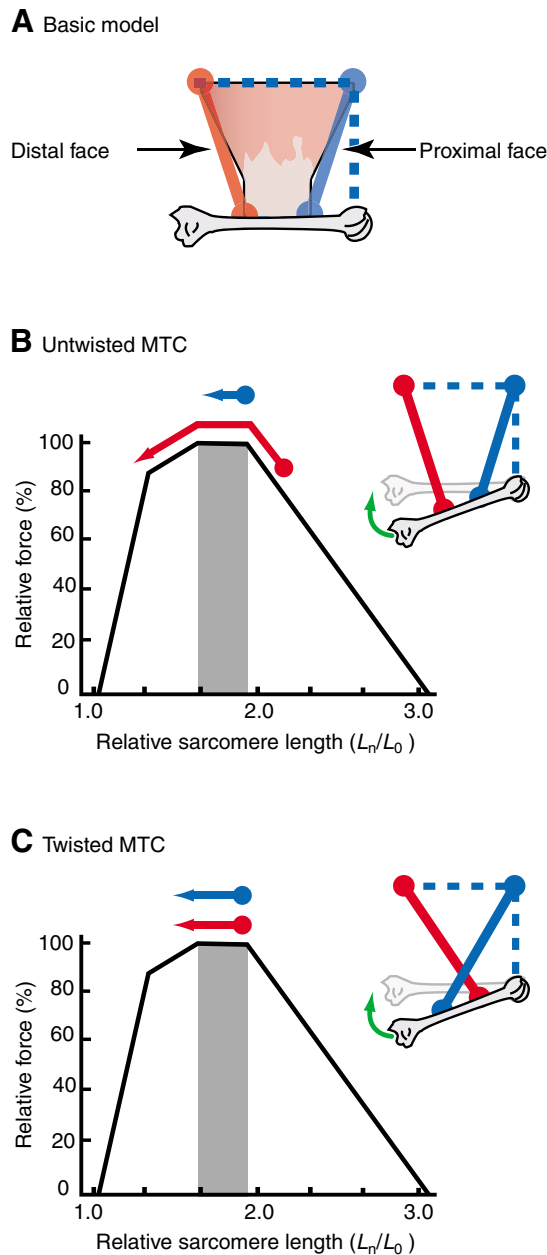 A Basic model
Distal face
Proximal face
B Untwisted MTC
Relative force (%)
100
80
60
40
20
0
1.0 2.0 3.0
Relative sarcomere length (Ln/L0 )
C Twisted MTC
Relative force (%)
100
80
60
40
20
0
1.0 2.0 3.0
Relative sarcomere length (Ln/L0 )